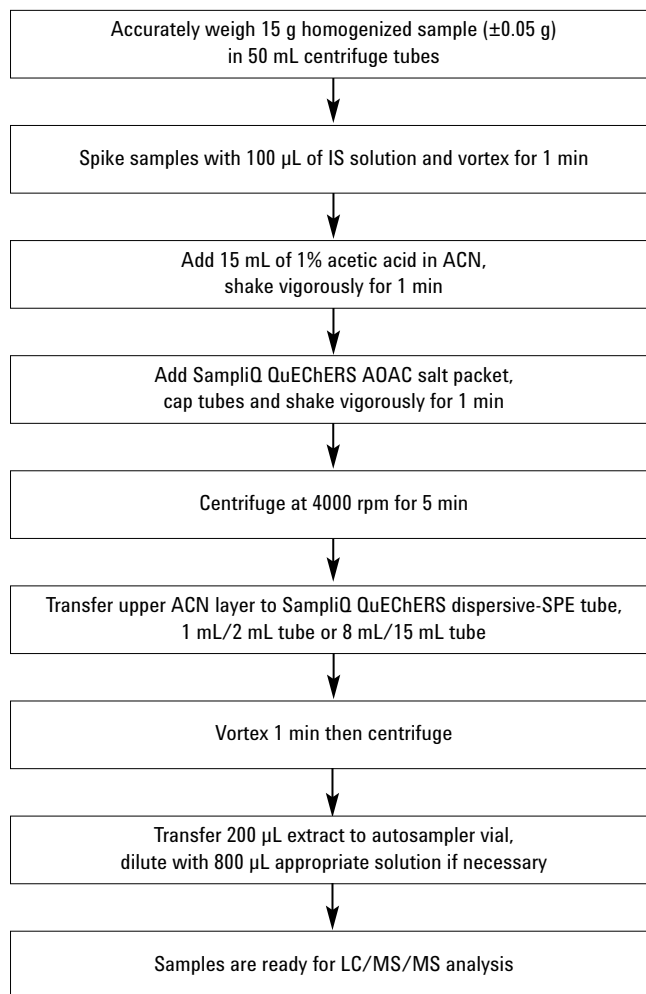 Accurately weigh 15 g homogenized sample (±0.05 g)
in 50 mL centrifuge tubes
Spike samples with 100 µL of IS solution and vortex for 1 min
Add 15 mL of 1% acetic acid in ACN,
shake vigorously for 1 min
Add SampliQ QuEChERS AOAC salt packet,
cap tubes and shake vigorously for 1 min
Centrifuge at 4000 rpm for 5 min
Transfer upper ACN layer to SampliQ QuEChERS dispersive-SPE tube,
1 mL/2 mL tube or 8 mL/15 mL tube
Vortex 1 min then centrifuge
Transfer 200 µL extract to autosampler vial,
dilute with 800 µL appropriate solution if necessary
Samples are ready for LC/MS/MS analysis